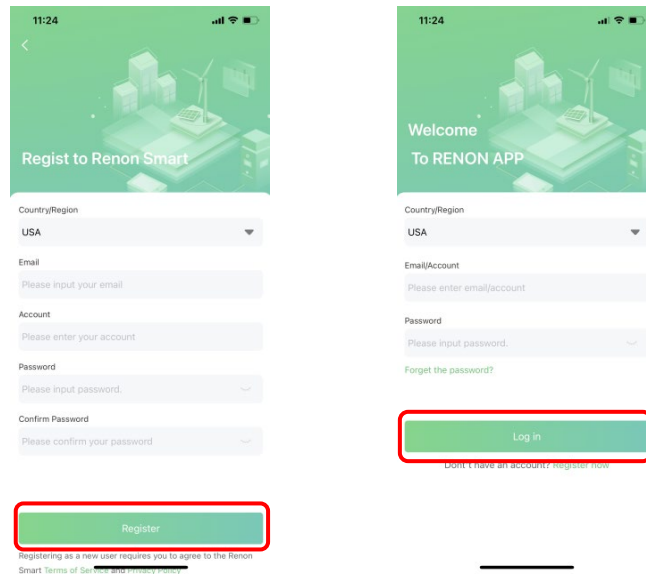 11:24
Regist to Renon Smart
Country/Region
USA
Email
Please input your email
Account
Please enter your account
Password
Please input password.
Confirm Password
Please confirm your password
Register
Registering as a new user requires you to agree to the Renon
Smart Terms of Service and Privacy Policy
11:24
Welcome
To RENON APP
Country/Region
USA
Email/Account
Please enter email/account
Password
Please input password.
Forget the password?
Log in
Dont't have an account? Register now